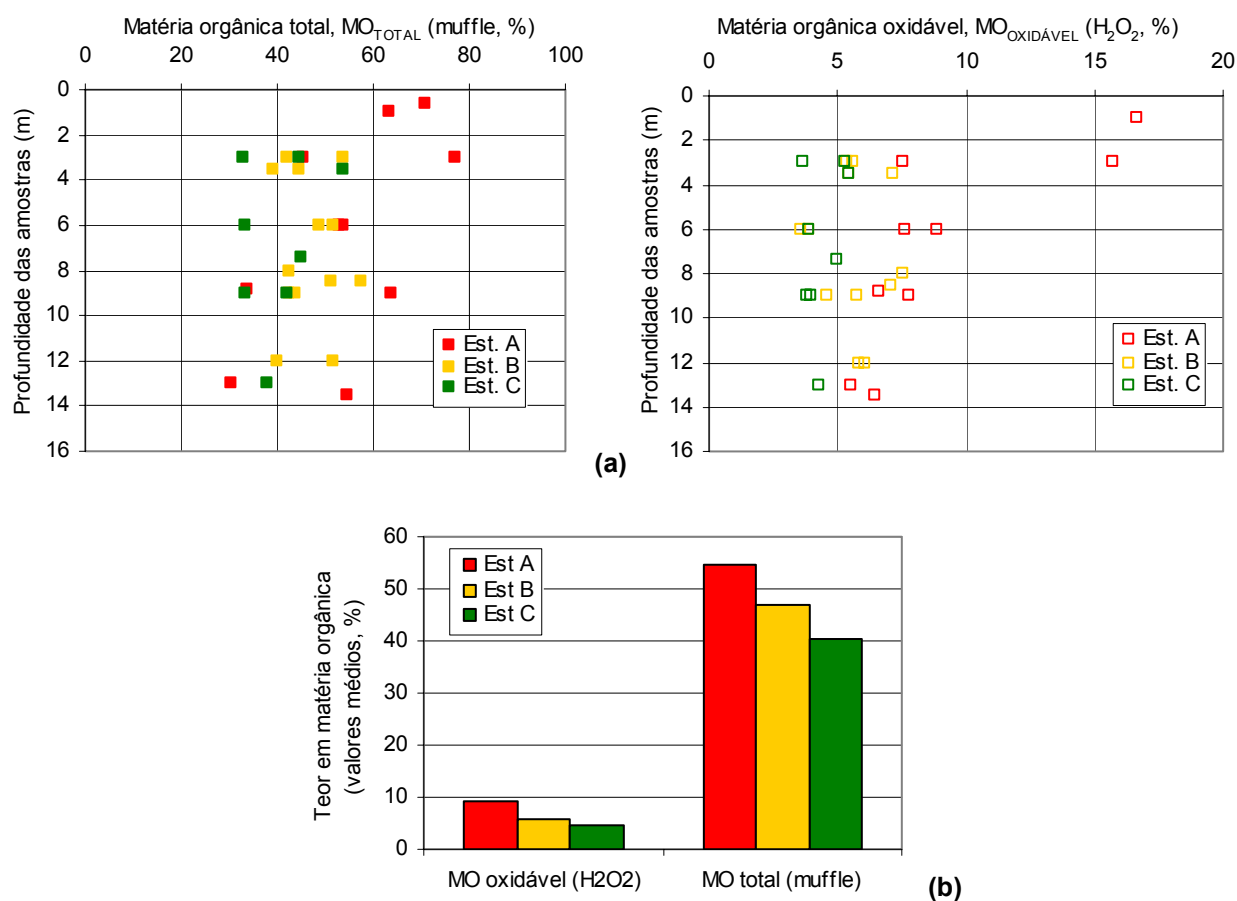 Matéria orgânica total, MO_TOTAL (muffle, %)
0 20 40 60 80 100
Profundidade das amostras (m)
0
2
4
6
8
10
12
14
16
Est. A
Est. B
Est. C
Matéria orgânica oxidável, MO_OXIDÁVEL (H₂O₂, %)
0 5 10 15 20
Profundidade das amostras (m)
0
2
4
6
8
10
12
14
16
Est. A
Est. B
Est. C
(a)
Teor em matéria orgânica
(valores médios, %)
60
50
40
30
20
10
0
Est A
Est B
Est C
MO oxidável (H2O2) MO total (muffle)
(b)